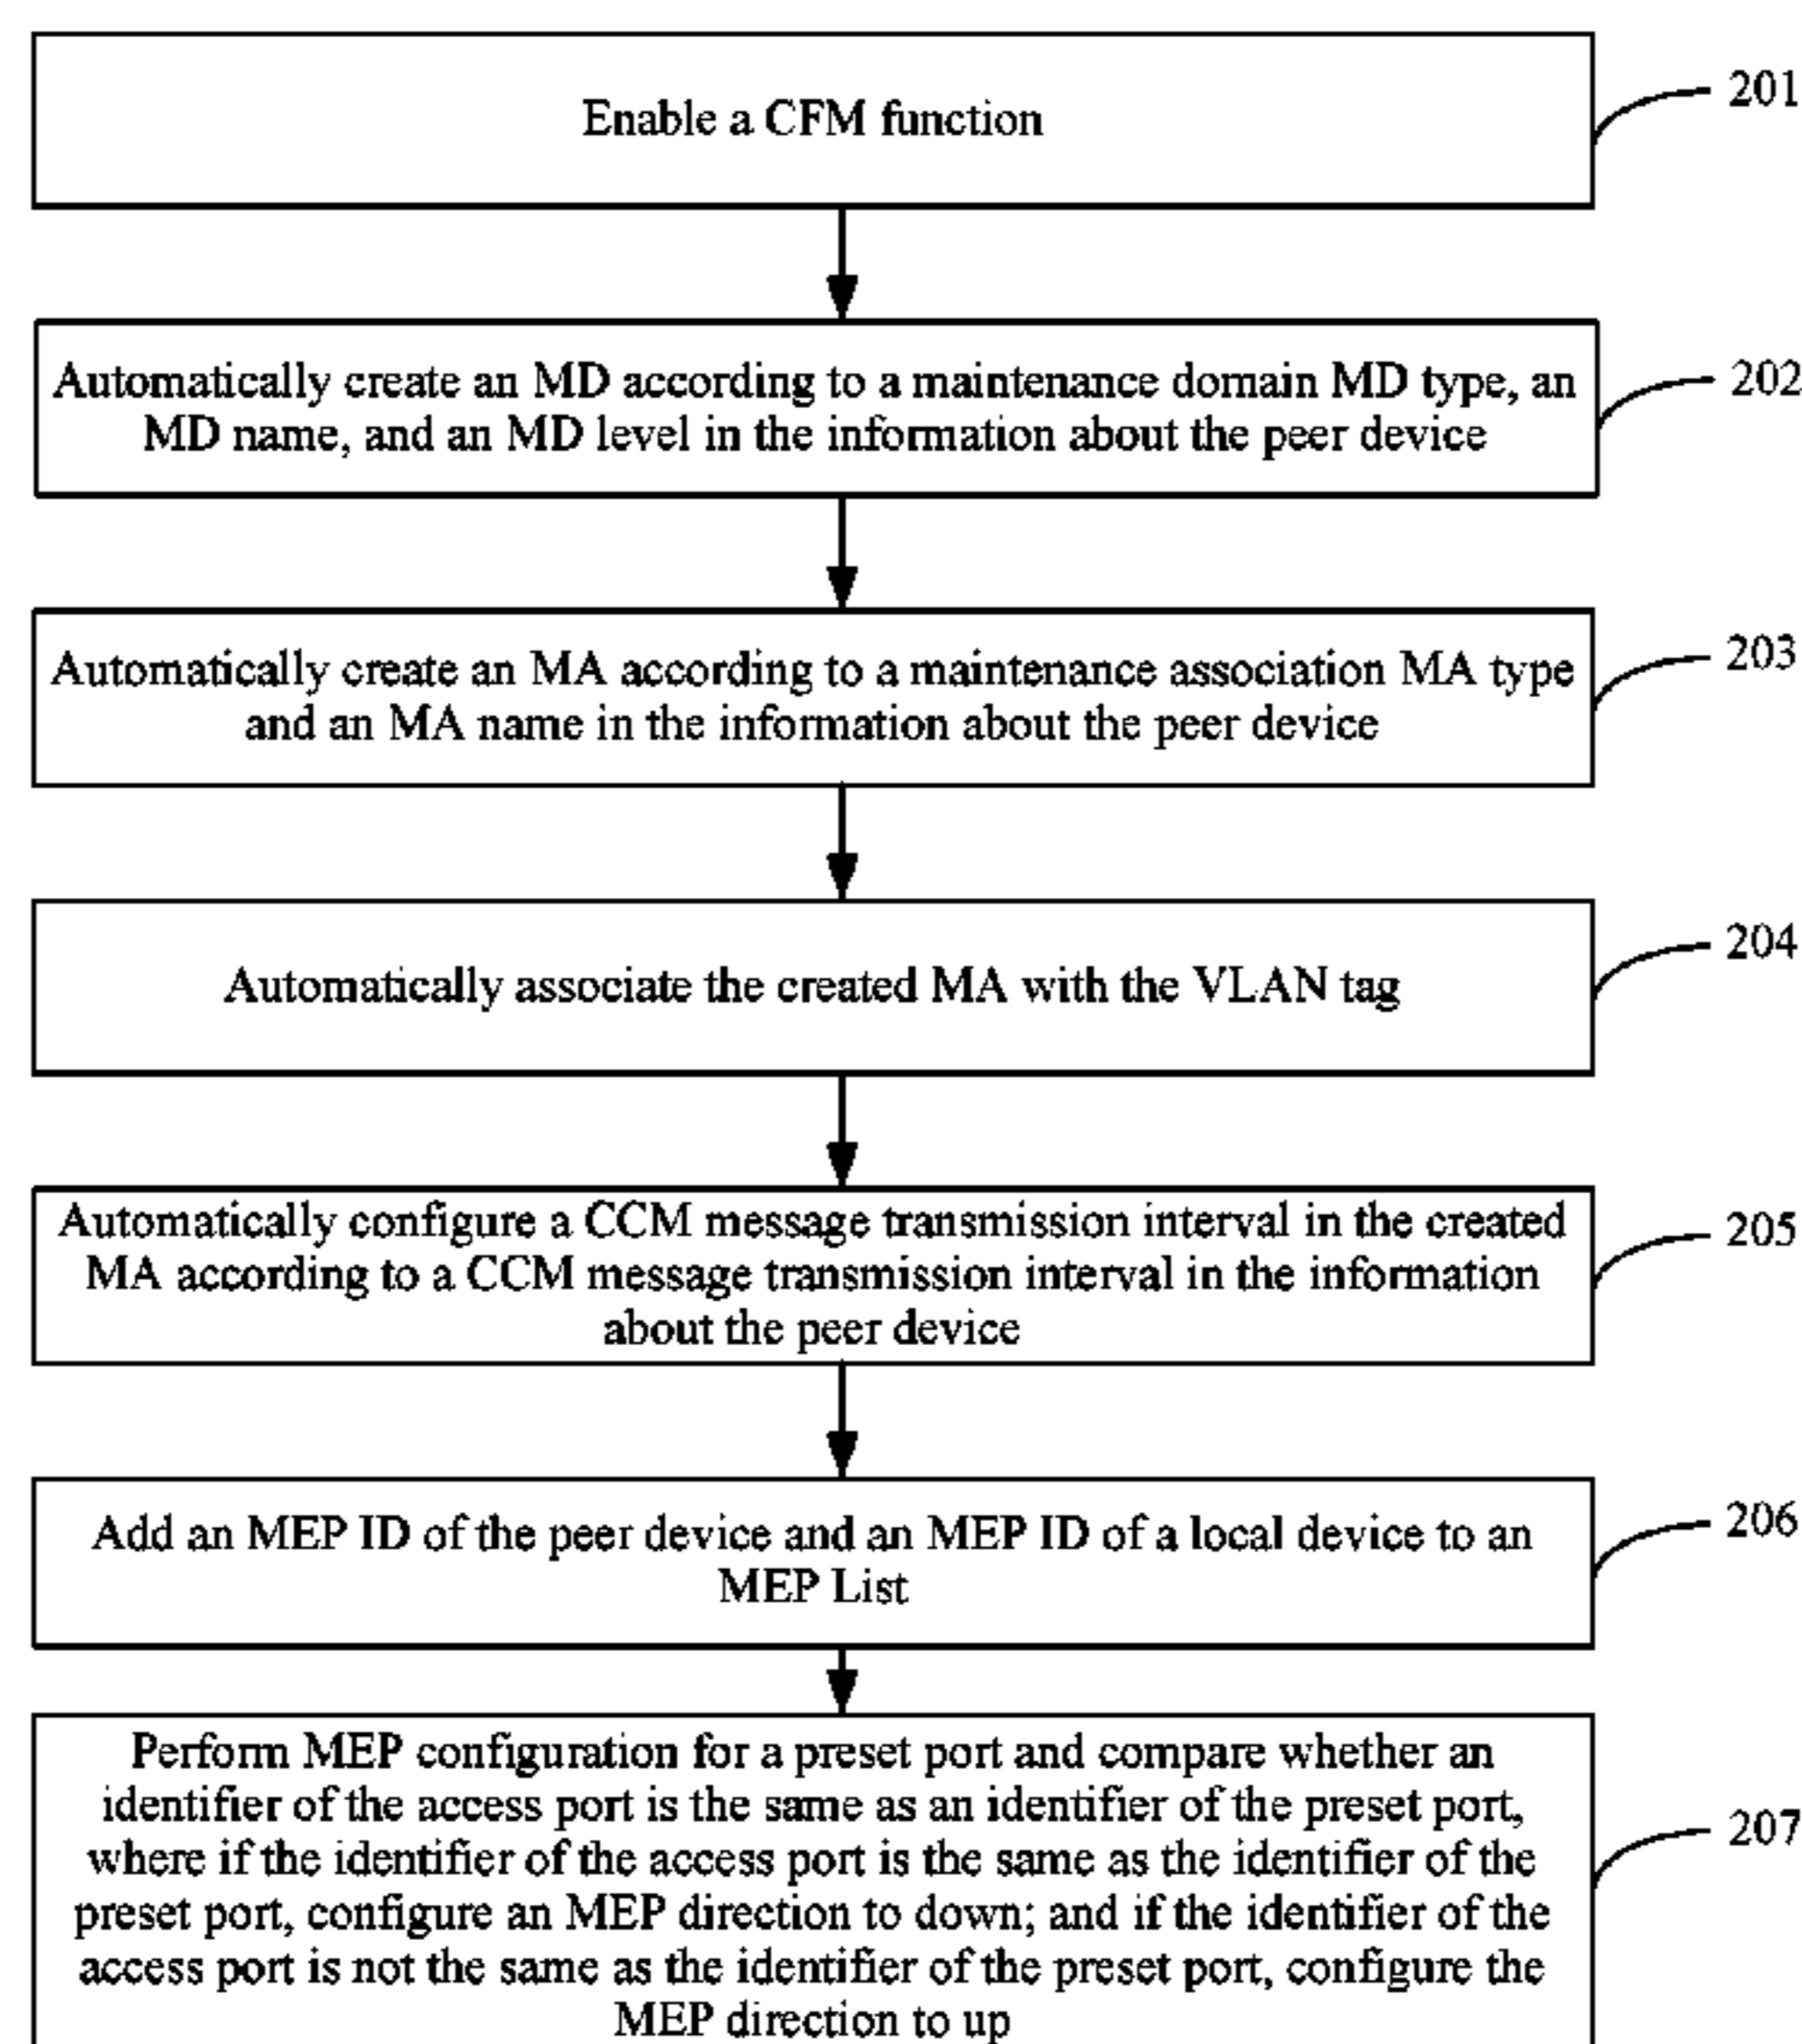 Enable a CFM function
201
Automatically create an MD according to a maintenance domain MD type, an
MD name, and an MD level in the information about the peer device
202
Automatically create an MA according to a maintenance association MA type
and an MA name in the information about the peer device
203
Automatically associate the created MA with the VLAN tag
204
Automatically configure a CCM message transmission interval in the created
MA according to a CCM message transmission interval in the information
about the peer device
205
Add an MEP ID of the peer device and an MEP ID of a local device to an
MEP List
206
Perform MEP configuration for a preset port and compare whether an
identifier of the access port is the same as an identifier of the preset port,
where if the identifier of the access port is the same as the identifier of the
preset port, configure an MEP direction to down; and if the identifier of the
access port is not the same as the identifier of the preset port, configure the
MEP direction to up
207